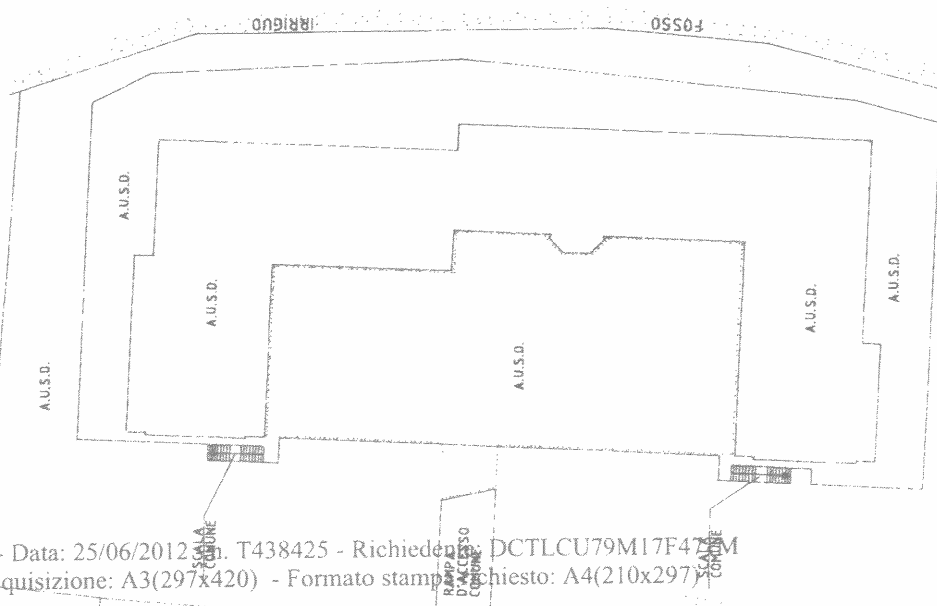 IRRIGUO
FOSSO
A.U.S.D.
A.U.S.D.
A.U.S.D.
A.U.S.D.
A.U.S.D.
A.U.S.D.
A.U.S.D.
SCALA
COMUNE
RAMPA
D'ACCESSO
COMUNE
SCALA
COMUNE
- Data: 25/06/2012 - n. T438425 - Richiedente: DCTLCU79M17F4 M
quisizione: A3(297x420) - Formato stampa richiesto: A4(210x297)